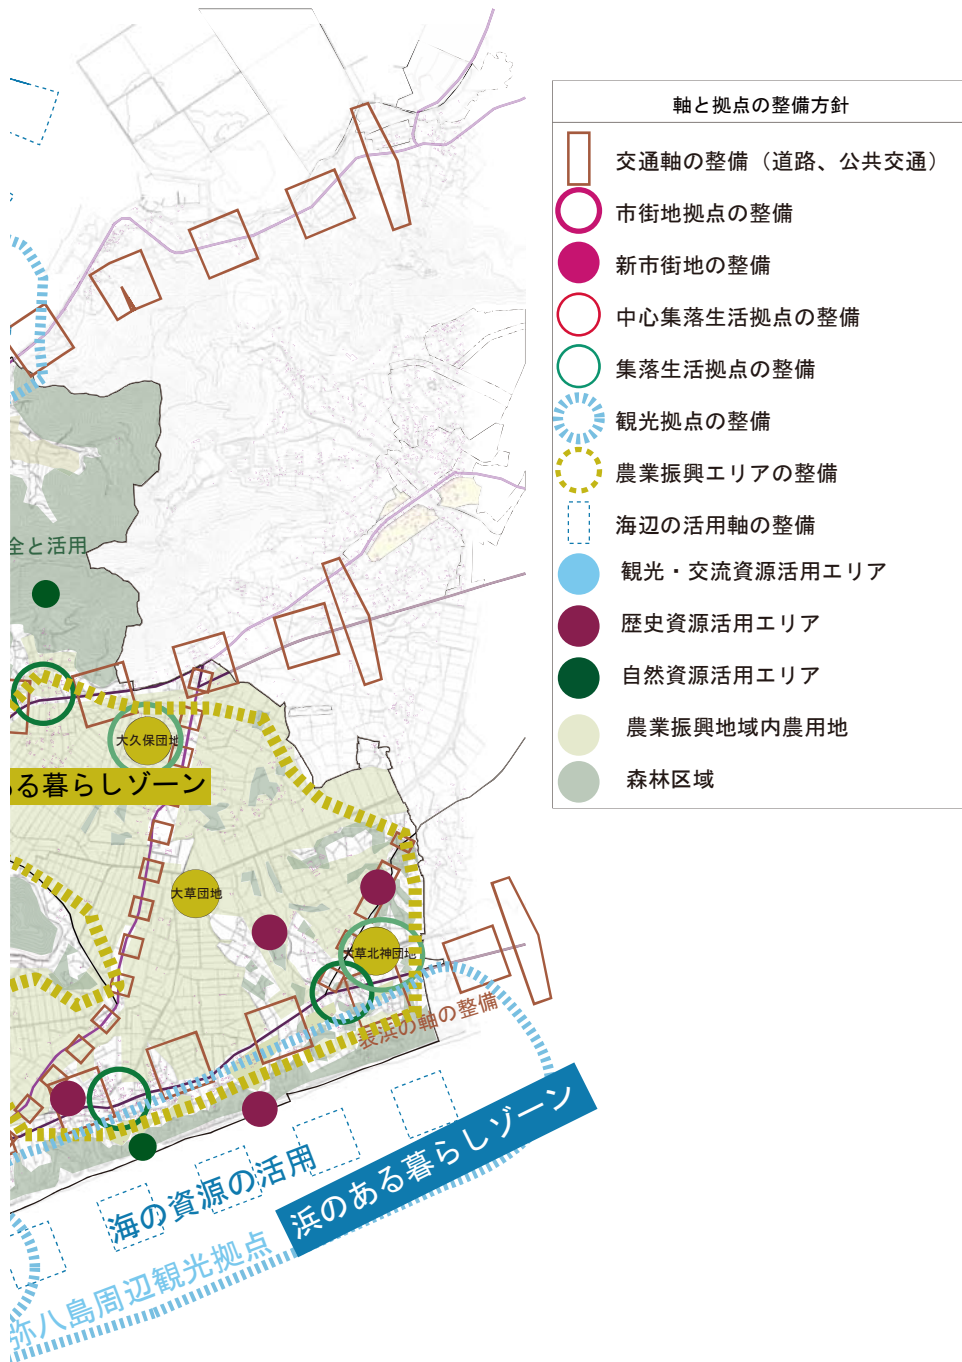 軸と拠点の整備方針
交通軸の整備（道路、公共交通）
市街地拠点の整備
新市街地の整備
中心集落生活拠点の整備
集落生活拠点の整備
観光拠点の整備
農業振興エリアの整備
海辺の活用軸の整備
観光・交流資源活用エリア
歴史資源活用エリア
自然資源活用エリア
農業振興地域内農用地
森林区域
全と活用
大久保団地
ある暮らしゾーン
大草団地
大草北神団地
表浜の軸の整備
浜のある暮らしゾーン
海の資源の活用
弥八島周辺観光拠点